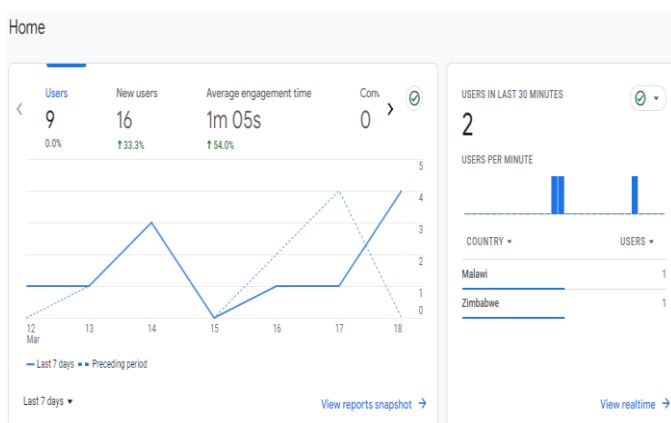 Home
Users New users Average engagement time Conv
9 16 1m 05s 0
0.0% ↑33.3% ↑54.0%
5
4
3
2
1
0
12 13 14 15 16 17 18
Mar
Last 7 days Preceding period
Last 7 days View reports snapshot
USERS IN LAST 30 MINUTES
2
USERS PER MINUTE
COUNTRY USERS
Malawi 1
Zimbabwe 1
View realtime